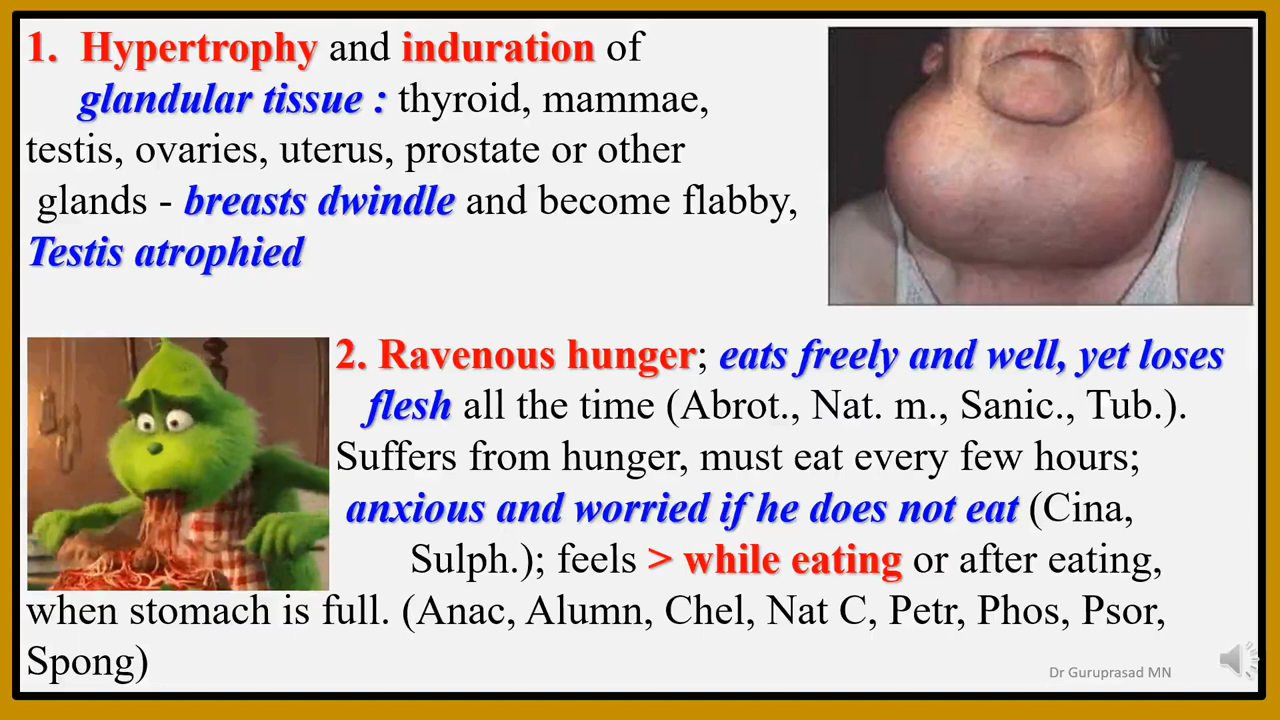 1. Hypertrophy and induration of
glandular tissue : thyroid, mammae,
testis, ovaries, uterus, prostate or other
glands - breasts dwindle and become flabby,
Testis atrophied
2. Ravenous hunger; eats freely and well, yet loses
flesh all the time (Abrot., Nat. m., Sanic., Tub.).
Suffers from hunger, must eat every few hours;
anxious and worried if he does not eat (Cina,
Sulph.); feels > while eating or after eating,
when stomach is full. (Anac, Alumn, Chel, Nat C, Petr, Phos, Psor,
Spong)
Dr Guruprasad MN